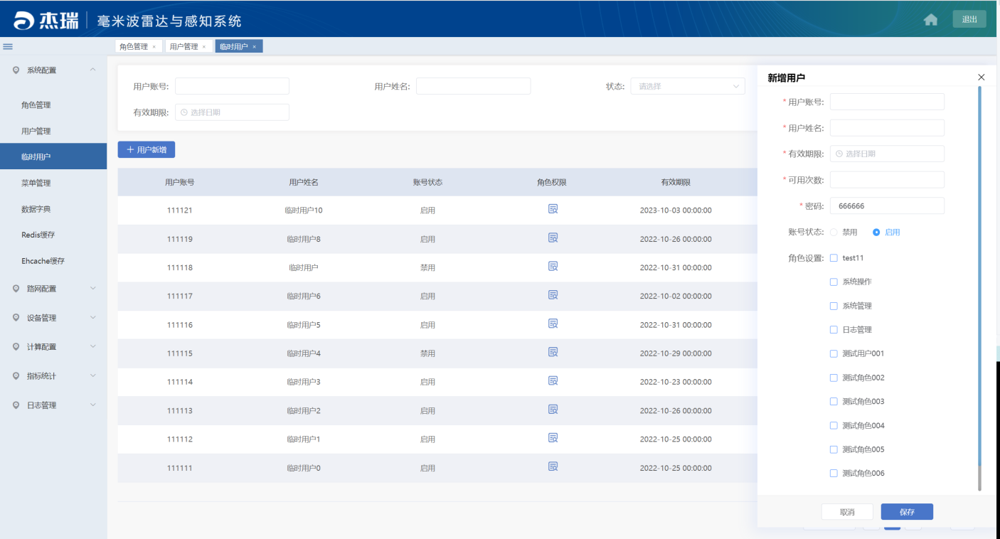 杰瑞 毫米波雷达与感知系统 退出
角色管理 × 用户管理 × 临时用户 ×
系统配置
角色管理
用户管理
临时用户
菜单管理
数据字典
Redis缓存
Ehcache缓存
路网配置
设备管理
计算配置
指标统计
日志管理
用户账号: 用户姓名: 状态: 请选择
有效期限: 选择日期
+ 用户新增
用户账号 用户姓名 账号状态 角色权限 有效期限
111121 临时用户10 启用 2023-10-03 00:00:00
111119 临时用户8 启用 2022-10-26 00:00:00
111118 临时用户 禁用 2022-10-31 00:00:00
111117 临时用户6 启用 2022-10-02 00:00:00
111116 临时用户5 启用 2022-10-31 00:00:00
111115 临时用户4 禁用 2022-10-29 00:00:00
111114 临时用户3 启用 2022-10-23 00:00:00
111113 临时用户2 启用 2022-10-26 00:00:00
111112 临时用户1 启用 2022-10-25 00:00:00
111111 临时用户0 启用 2022-10-25 00:00:00
新增用户
* 用户账号:
* 用户姓名:
* 有效期限: 选择日期
* 可用次数:
* 密码: 666666
账号状态: 禁用 启用
角色设置: test11
系统操作
系统管理
日志管理
测试用户001
测试角色002
测试角色003
测试角色004
测试角色005
测试角色006
取消 保存